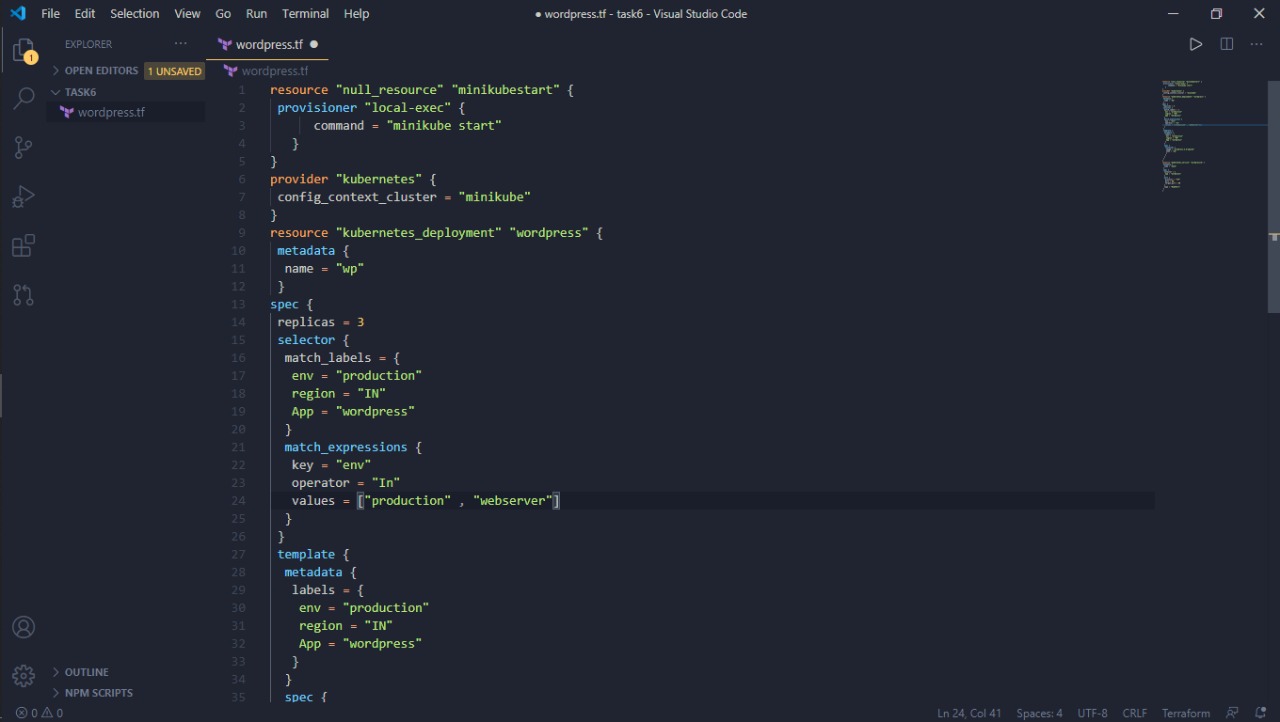 File Edit Selection View Go Run Terminal Help
● wordpress.tf - task6 - Visual Studio Code
EXPLORER
1
OPEN EDITORS 1 UNSAVED
TASK6
wordpress.tf
wordpress.tf ●
wordpress.tf
1 resource "null_resource" "minikubestart" {
2 provisioner "local-exec" {
3 command = "minikube start"
4 }
5 }
6 provider "kubernetes" {
7 config_context_cluster = "minikube"
8 }
9 resource "kubernetes_deployment" "wordpress" {
10 metadata {
11 name = "wp"
12 }
13 spec {
14 replicas = 3
15 selector {
16 match_labels = {
17 env = "production"
18 region = "IN"
19 App = "wordpress"
20 }
21 match_expressions {
22 key = "env"
23 operator = "In"
24 values = ["production" , "webserver"]
25 }
26 }
27 template {
28 metadata {
29 labels = {
30 env = "production"
31 region = "IN"
32 App = "wordpress"
33 }
34 }
35 spec {
OUTLINE
NPM SCRIPTS
0 0
Ln 24, Col 41 Spaces: 4 UTF-8 CRLF Terraform